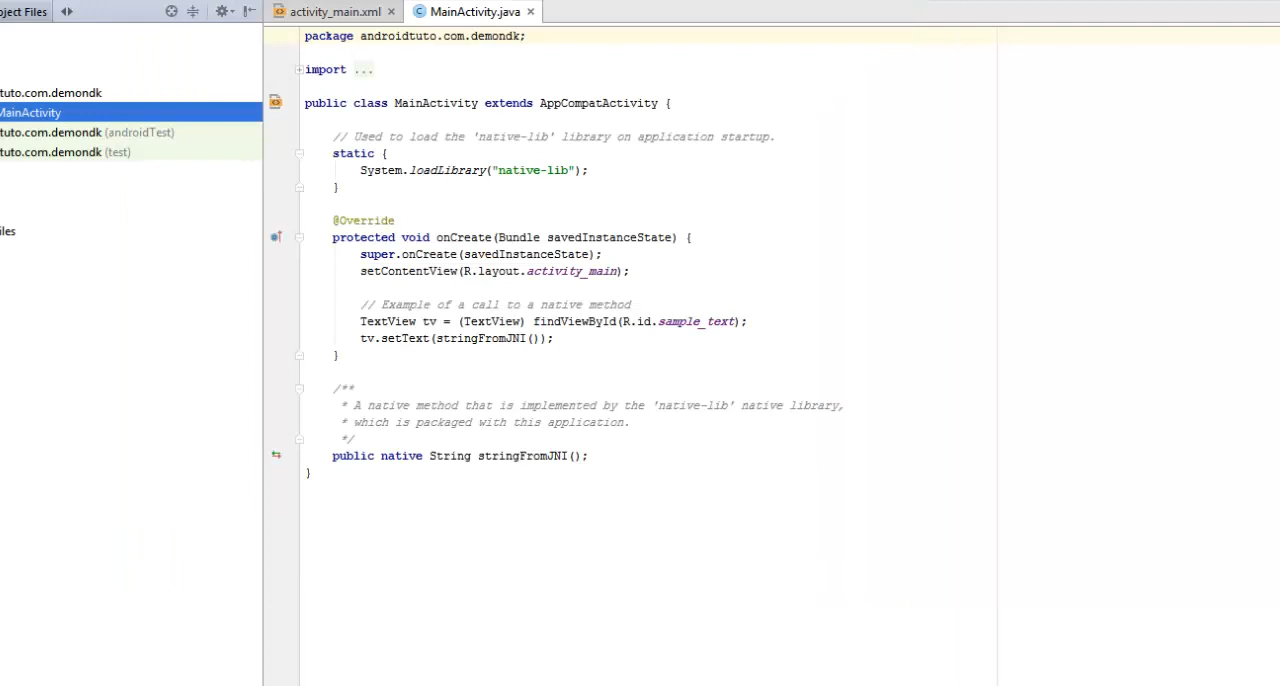 oject Files
activity_main.xml
MainActivity.java
tuto.com.demondk
MainActivity
tuto.com.demondk (androidTest)
tuto.com.demondk (test)
iles
package androidtuto.com.demondk;
import ...
public class MainActivity extends AppCompatActivity {
// Used to load the 'native-lib' library on application startup.
static {
System.loadLibrary("native-lib");
}
@Override
protected void onCreate(Bundle savedInstanceState) {
super.onCreate(savedInstanceState);
setContentView(R.layout.activity_main);
// Example of a call to a native method
TextView tv = (TextView) findViewById(R.id.sample_text);
tv.setText(stringFromJNI());
}
/**
* A native method that is implemented by the 'native-lib' native library,
* which is packaged with this application.
*/
public native String stringFromJNI();
}